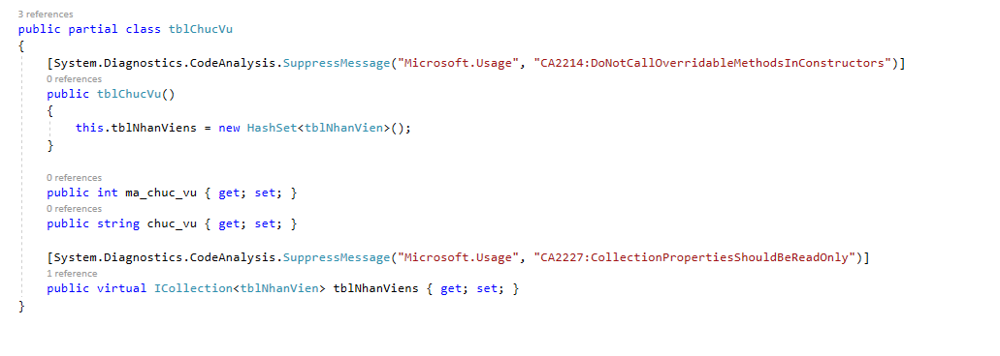 3 references
public partial class tblChucVu
{
[System.Diagnostics.CodeAnalysis.SuppressMessage("Microsoft.Usage", "CA2214:DoNotCallOverridableMethodsInConstructors")]
0 references
public tblChucVu()
{
this.tblNhanViens = new HashSet<tblNhanVien>();
}
0 references
public int ma_chuc_vu { get; set; }
0 references
public string chuc_vu { get; set; }
[System.Diagnostics.CodeAnalysis.SuppressMessage("Microsoft.Usage", "CA2227:CollectionPropertiesShouldBeReadOnly")]
1 reference
public virtual ICollection<tblNhanVien> tblNhanViens { get; set; }
}